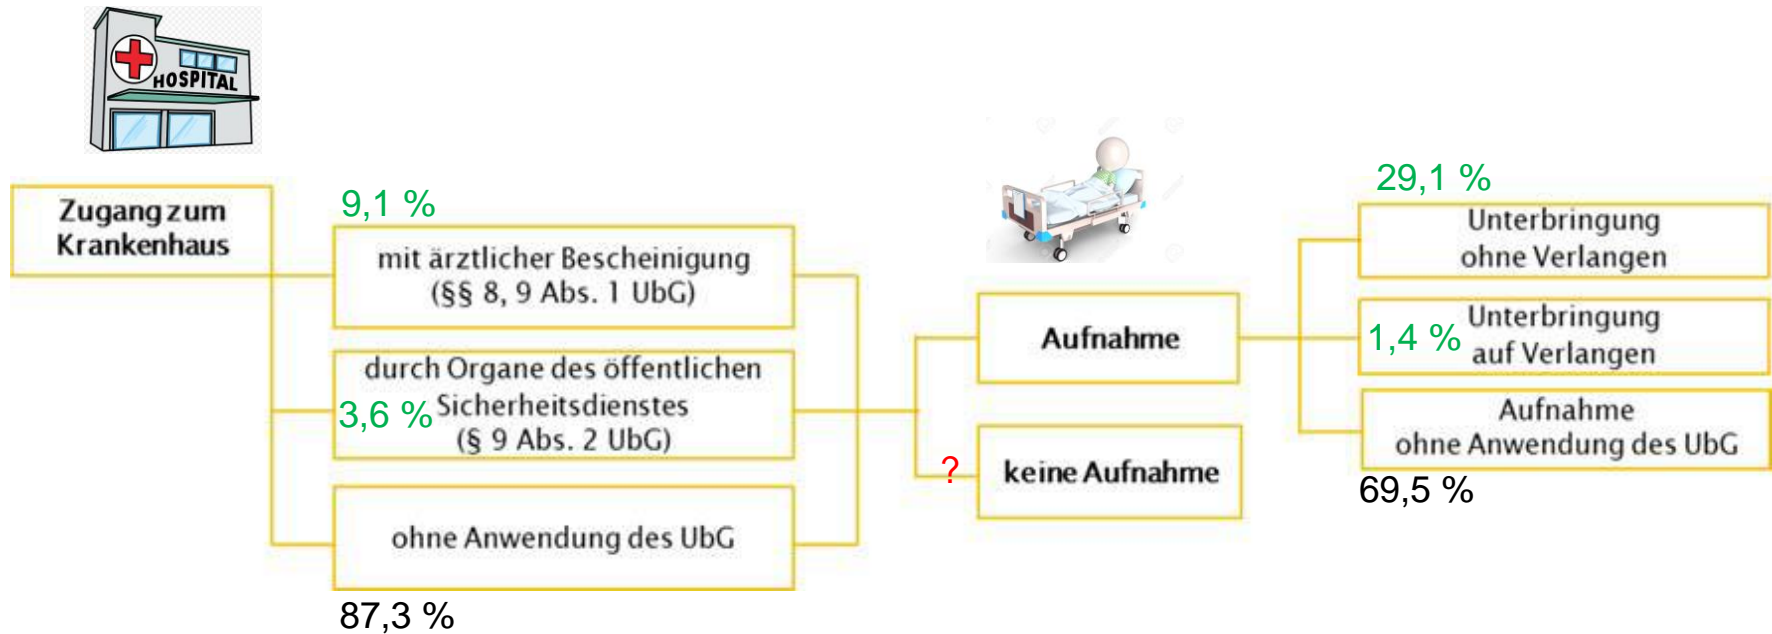 HOSPITAL
Zugang zum
Krankenhaus
9,1 %
mit ärztlicher Bescheinigung
(§§ 8, 9 Abs. 1 UbG)
durch Organe des öffentlichen
3,6 % Sicherheitsdienstes
(§ 9 Abs. 2 UbG)
ohne Anwendung des UbG
87,3 %
Aufnahme
? keine Aufnahme
29,1 %
Unterbringung
ohne Verlangen
Unterbringung
1,4 % auf Verlangen
Aufnahme
ohne Anwendung des UbG
69,5 %